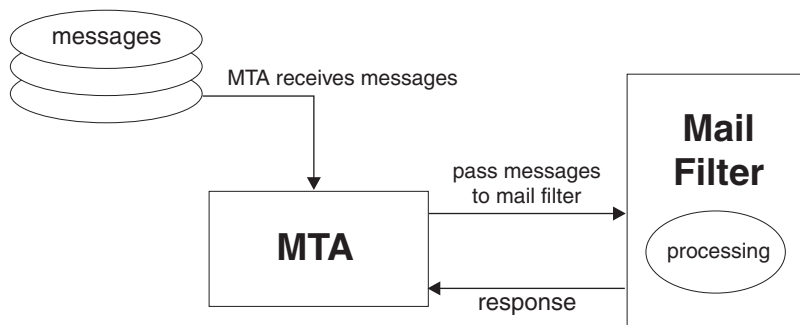 messages
MTA receives messages
Mail
Filter
pass messages
to mail filter
MTA
processing
response